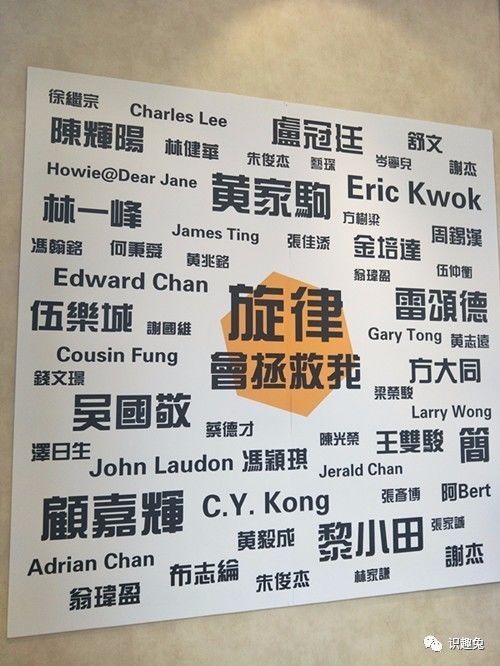 徐繼宗 Charles Lee 盧冠廷 舒文
陳輝陽 林健華 朱俊杰 藝琛 岑寧兒 謝杰
Howie@Dear Jane 黃家駒 Eric Kwok
林一峰 James Ting 張佳添 方樹樑 周錫漢
馮翰銘 何秉舜 黃兆銘 金培達
Edward Chan 翁瑋盈 伍仲衡
伍樂城 謝國維 旋律 雷頌德
Gary Tong 黃志遠
Cousin Fung 會拯救我 方大同
錢文璟 梁榮駿
吳國敬 蔡德才 Larry Wong
澤日生 陳光榮 王雙駿 簡
John Laudon 馮穎琪 Jerald Chan
顧嘉輝 C.Y. Kong 張彥博 阿Bert
黃毅成 黎小田 張家誠
Adrian Chan 布志綸 朱俊杰 林家謙 謝杰
翁瑋盈
识趣兔